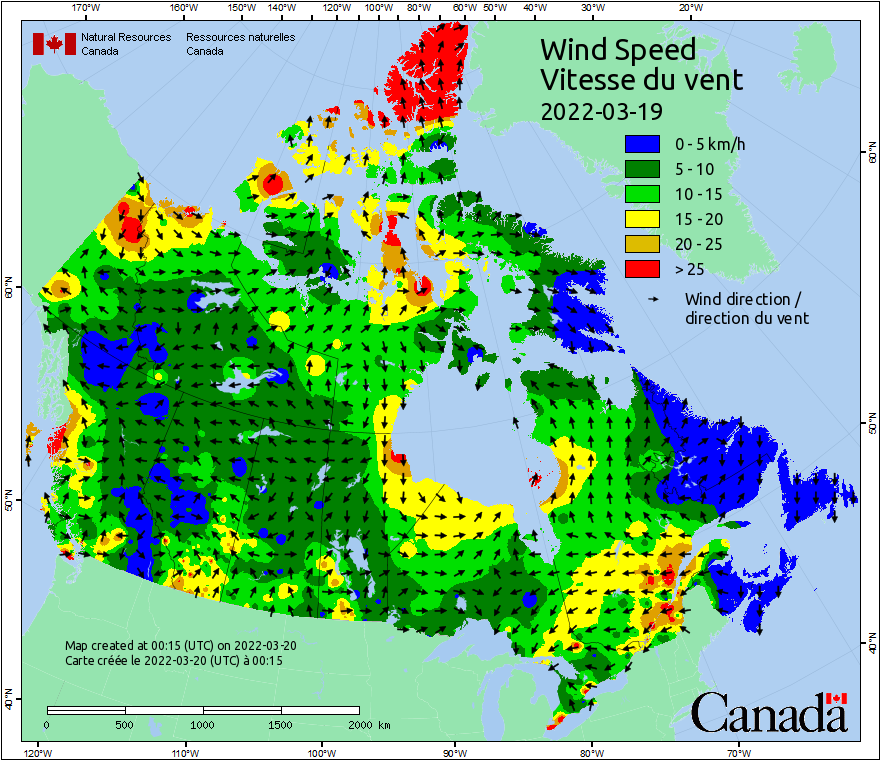 170°W 160°W 150°W 140°W 130°W 120°W 110°W 100°W 90°W 80°W 70°W 60°W 50°W 40°W 30°W 20°W
Natural Resources Canada
Ressources naturelles Canada
Wind Speed
Vitesse du vent
2022-03-19
0 - 5 km/h
5 - 10
10 - 15
15 - 20
20 - 25
> 25
Wind direction /
direction du vent
60°N
60°N
50°N
50°N
40°N
40°N
Map created at 00:15 (UTC) on 2022-03-20
Carte créée le 2022-03-20 (UTC) à 00:15
0 500 1000 1500 2000 km
Canada
120°W 110°W 100°W 90°W 80°W 70°W